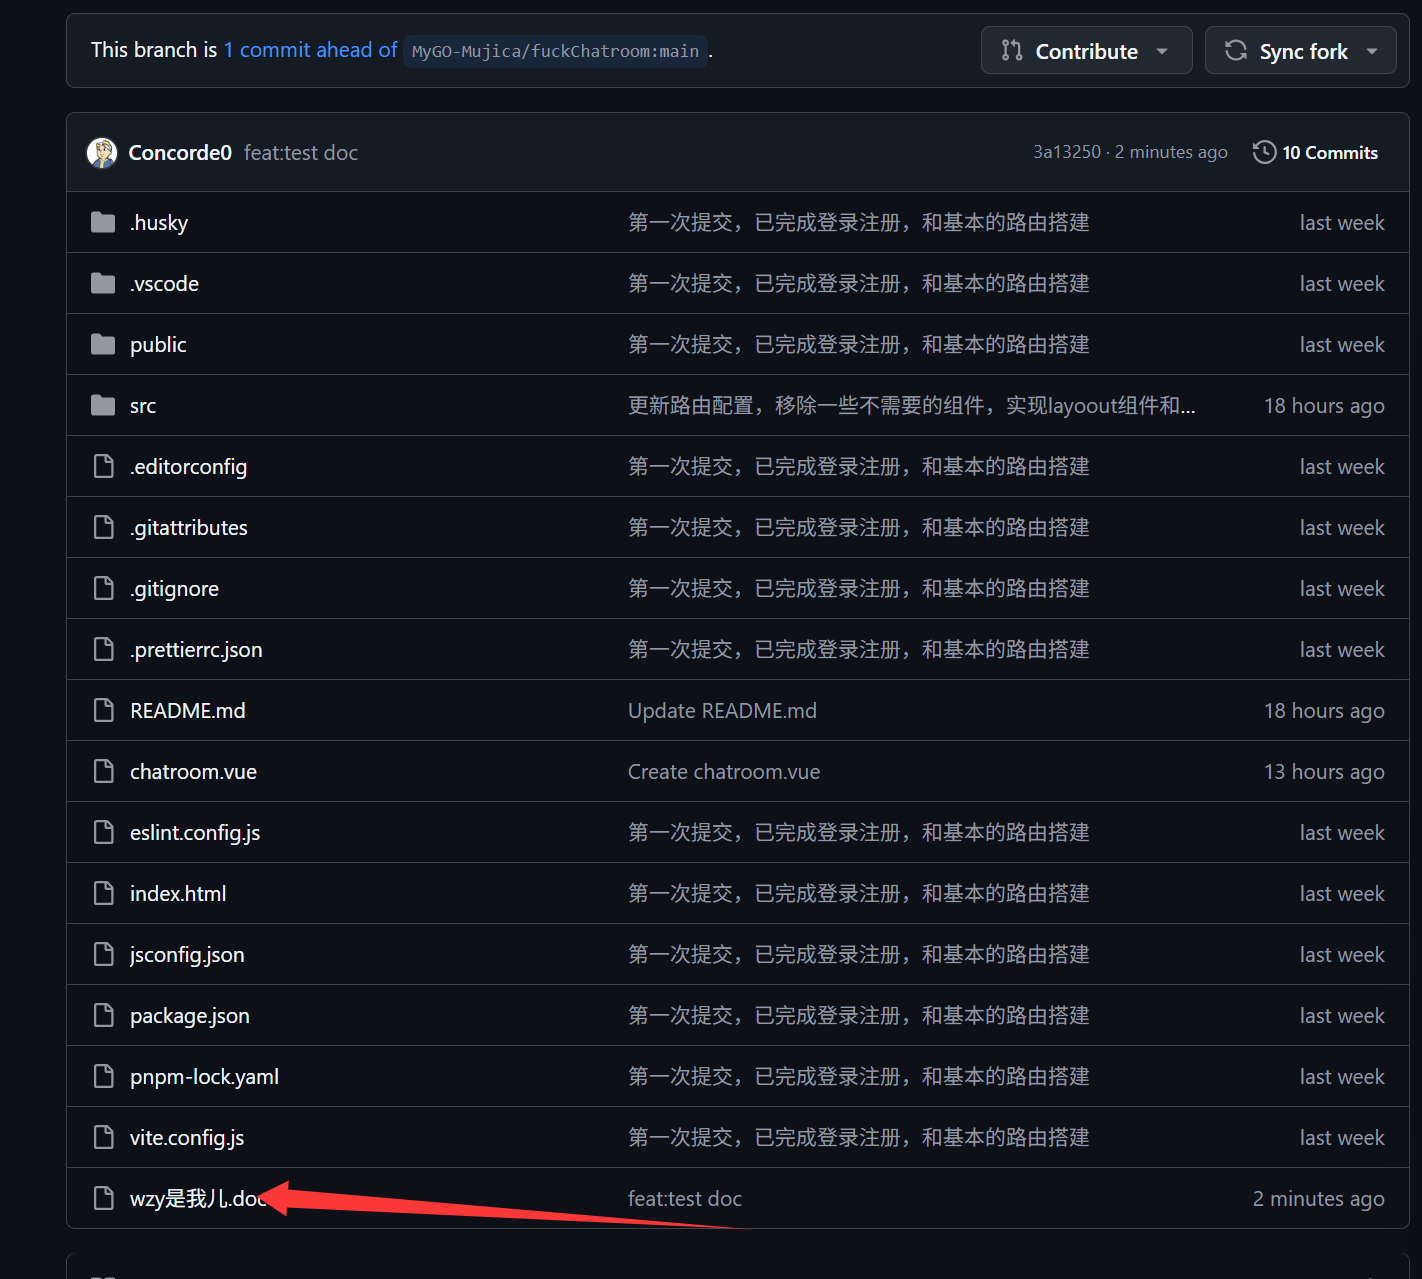 This branch is 1 commit ahead of MyGO-Mujica/fuckChatroom:main .
Contribute
Sync fork
Concorde0 feat:test doc 3a13250 · 2 minutes ago 10 Commits
.husky 第一次提交，已完成登录注册，和基本的路由搭建 last week
.vscode 第一次提交，已完成登录注册，和基本的路由搭建 last week
public 第一次提交，已完成登录注册，和基本的路由搭建 last week
src 更新路由配置，移除一些不需要的组件，实现layoout组件和... 18 hours ago
.editorconfig 第一次提交，已完成登录注册，和基本的路由搭建 last week
.gitattributes 第一次提交，已完成登录注册，和基本的路由搭建 last week
.gitignore 第一次提交，已完成登录注册，和基本的路由搭建 last week
.prettierrc.json 第一次提交，已完成登录注册，和基本的路由搭建 last week
README.md Update README.md 18 hours ago
chatroom.vue Create chatroom.vue 13 hours ago
eslint.config.js 第一次提交，已完成登录注册，和基本的路由搭建 last week
index.html 第一次提交，已完成登录注册，和基本的路由搭建 last week
jsconfig.json 第一次提交，已完成登录注册，和基本的路由搭建 last week
package.json 第一次提交，已完成登录注册，和基本的路由搭建 last week
pnpm-lock.yaml 第一次提交，已完成登录注册，和基本的路由搭建 last week
vite.config.js 第一次提交，已完成登录注册，和基本的路由搭建 last week
wzy是我儿.doc feat:test doc 2 minutes ago